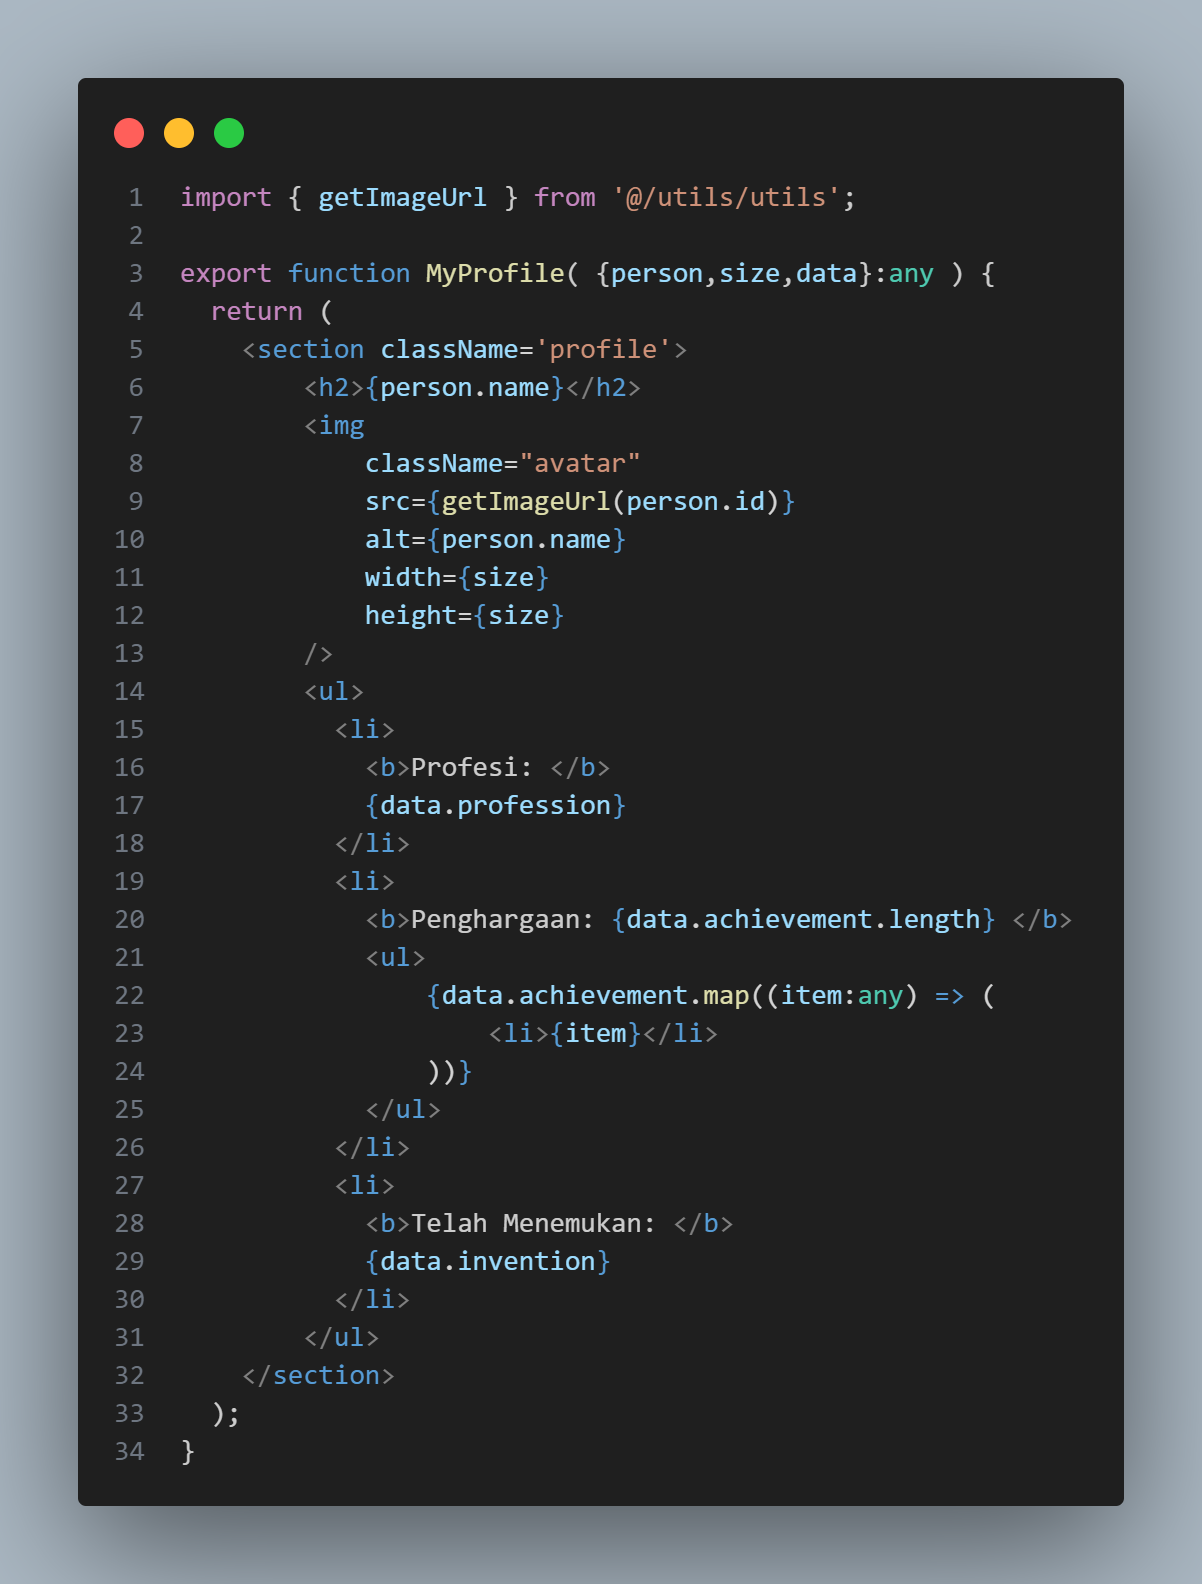 1 import { getImageUrl } from '@/utils/utils';
2
3 export function MyProfile( {person,size,data}:any ) {
4   return (
5     <section className='profile'>
6         <h2>{person.name}</h2>
7         <img
8             className="avatar"
9             src={getImageUrl(person.id)}
10             alt={person.name}
11             width={size}
12             height={size}
13         />
14         <ul>
15           <li>
16             <b>Profesi: </b>
17             {data.profession}
18           </li>
19           <li>
20             <b>Penghargaan: {data.achievement.length} </b>
21             <ul>
22                 {data.achievement.map((item:any) => (
23                     <li>{item}</li>
24                 ))}
25             </ul>
26           </li>
27           <li>
28             <b>Telah Menemukan: </b>
29             {data.invention}
30           </li>
31         </ul>
32     </section>
33   );
34 }